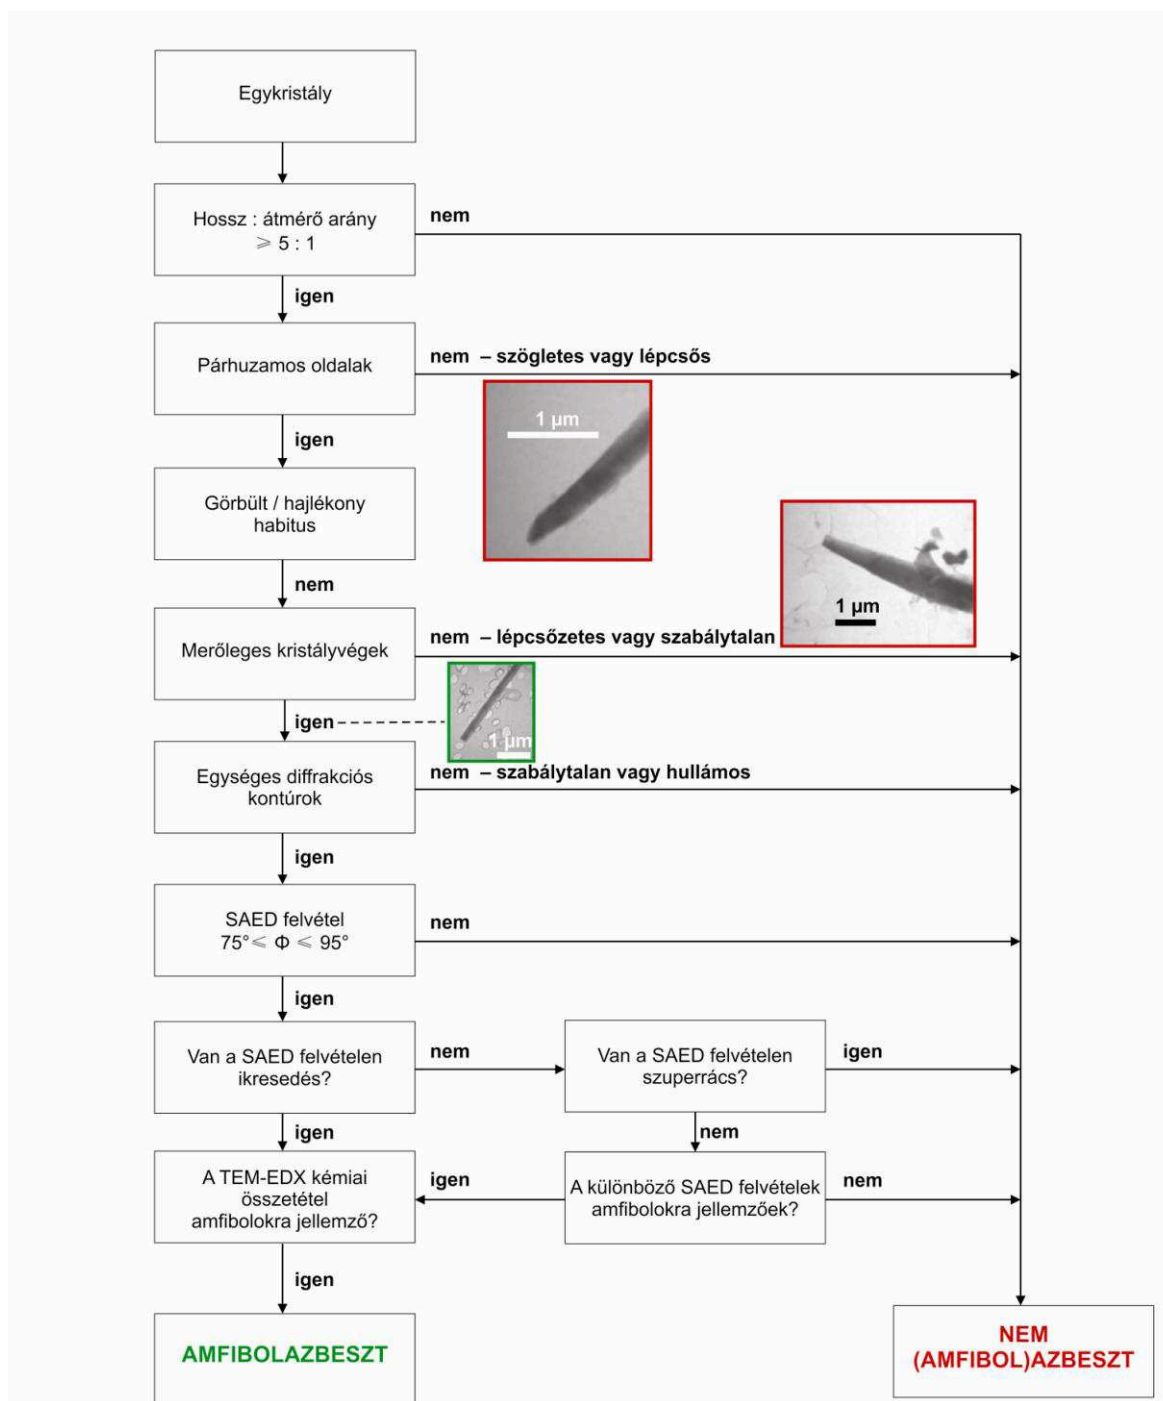 Egykristály
Hossz : átmérő arány
⩾ 5 : 1
nem
igen
Párhuzamos oldalak
nem – szögletes vagy lépcsős
1 µm
igen
Görbült / hajlékony
habitus
1 µm
nem
Merőleges kristályvégek
nem – lépcsőzetes vagy szabálytalan
igen
1 µm
Egységes diffrakciós
kontúrok
nem – szabálytalan vagy hullámos
igen
SAED felvétel
75°⩽ Φ ⩽ 95°
nem
igen
Van a SAED felvételen
ikresedés?
nem
Van a SAED felvételen
szuperrács?
igen
igen
nem
A TEM-EDX kémiai
összetétel
amfibolokra jellemző?
igen
A különböző SAED felvételek
amfibolokra jellemzőek?
nem
igen
AMFIBOLAZBESZT
NEM
(AMFIBOL)AZBESZT